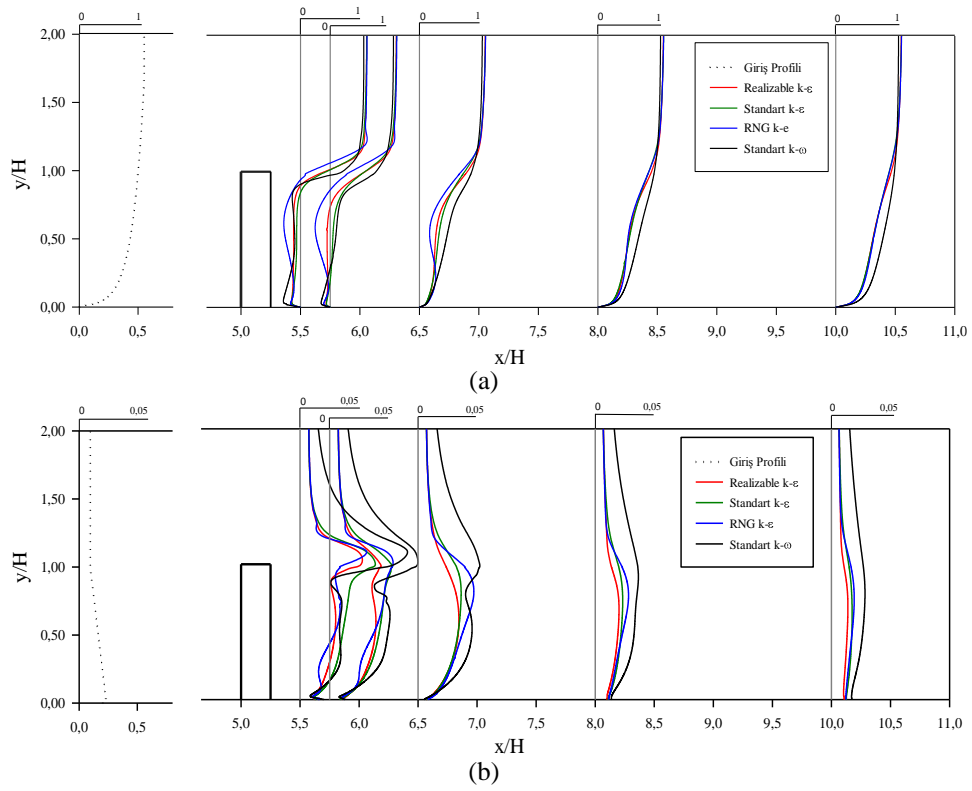 0 1
0 1
0 1
0 1
0 1
0 1
2,00
1,50
1,00
0,50
0,00
y/H
Giriş Profili
Realizable k-ε
Standart k-ε
RNG k-e
Standart k-ω
0,0 0,5 5,0 5,5 6,0 6,5 7,0 8,0 8,5 9,0 9,5 10,0 10,5 11,0
x/H
(a)
0 0,05
0 0,05
0 0,05
0 0,05
0 0,05
0 0,05
2,00
1,50
1,00
0,50
0,00
y/H
Giriş Profili
Realizable k-ε
Standart k-ε
RNG k-ε
Standart k-ω
0,0 0,5 5,0 5,5 6,0 6,5 7,0 8,0 8,5 9,0 9,5 10,0 10,5 11,0
x/H
(b)